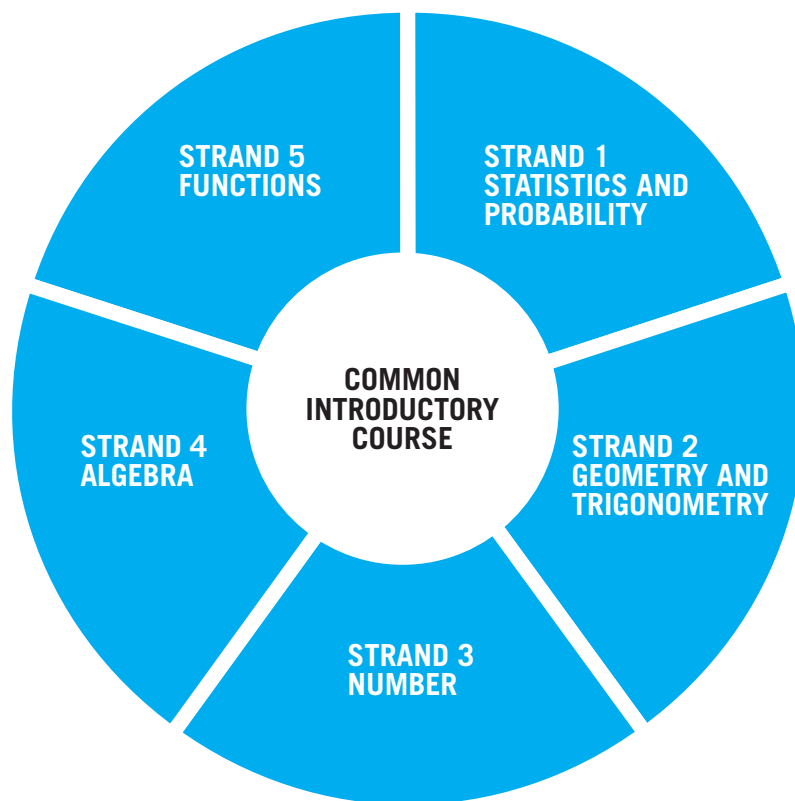 STRAND 5
FUNCTIONS
STRAND 1
STATISTICS AND
PROBABILITY
COMMON
INTRODUCTORY
COURSE
STRAND 4
ALGEBRA
STRAND 2
GEOMETRY AND
TRIGONOMETRY
STRAND 3
NUMBER